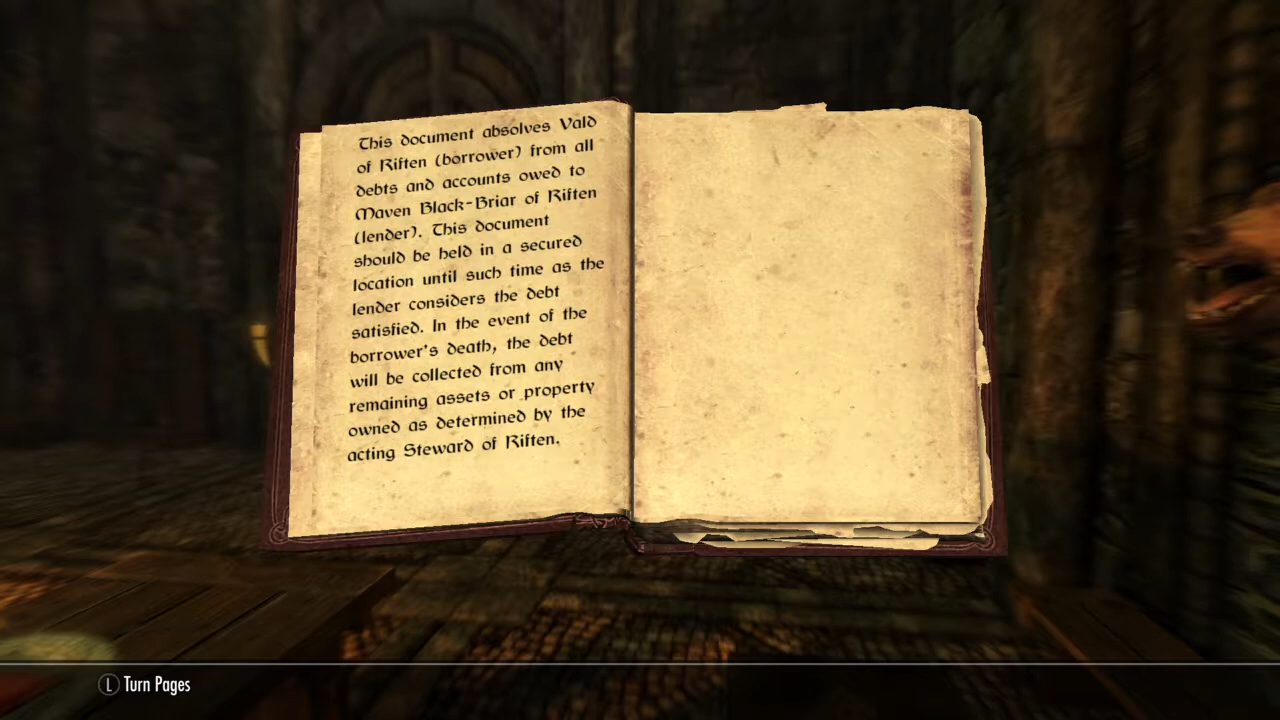 This document absolves Vald
of Riften (borrower) from all
debts and accounts owed to
Maven Black-Briar of Riften
(lender). This document
should be held in a secured
location until such time as the
lender considers the debt
satisfied. In the event of the
borrower's death, the debt
will be collected from any
remaining assets or property
owned as determined by the
acting Steward of Riften.
L Turn Pages